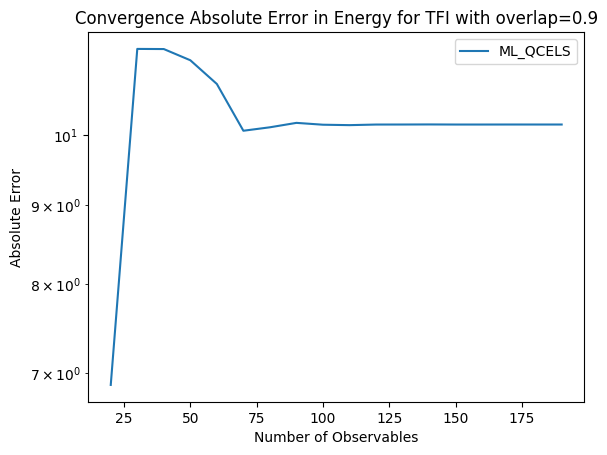 Convergence Absolute Error in Energy for TFI with overlap=0.9
ML_QCELS
10¹
9 × 10⁰
8 × 10⁰
7 × 10⁰
Absolute Error
25 50 75 100 125 150 175
Number of Observables